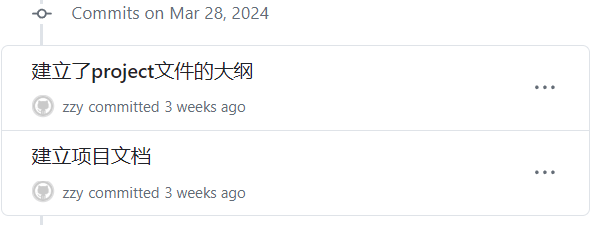 Commits on Mar 28, 2024
建立了project文件的大纲
zzy committed 3 weeks ago
建立项目文档
zzy committed 3 weeks ago